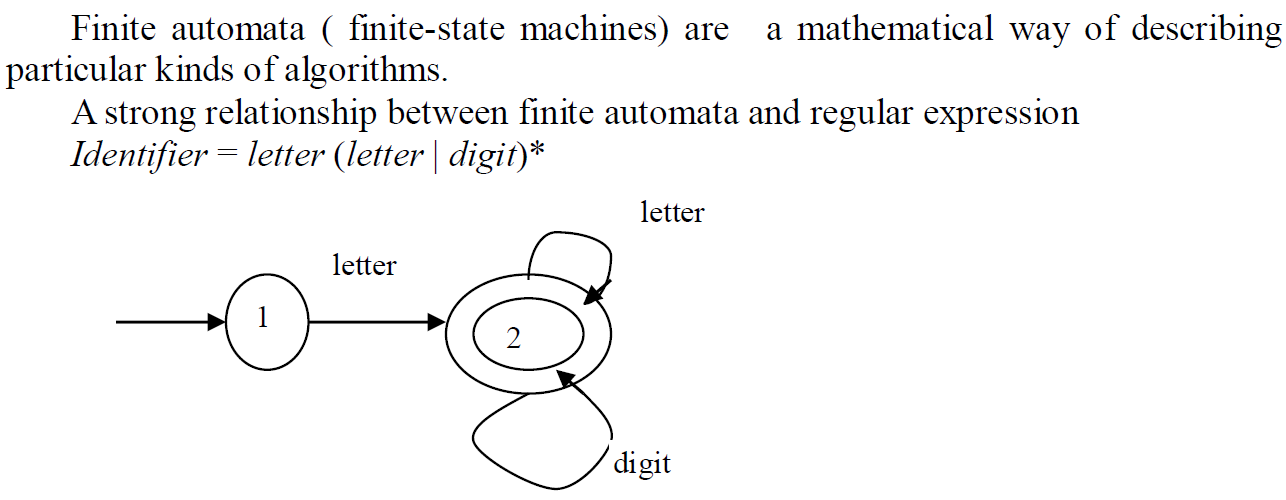 Finite automata ( finite-state machines) are a mathematical way of describing
particular kinds of algorithms.
A strong relationship between finite automata and regular expression
Identifier = letter (letter | digit)*
letter
letter
1
2
digit